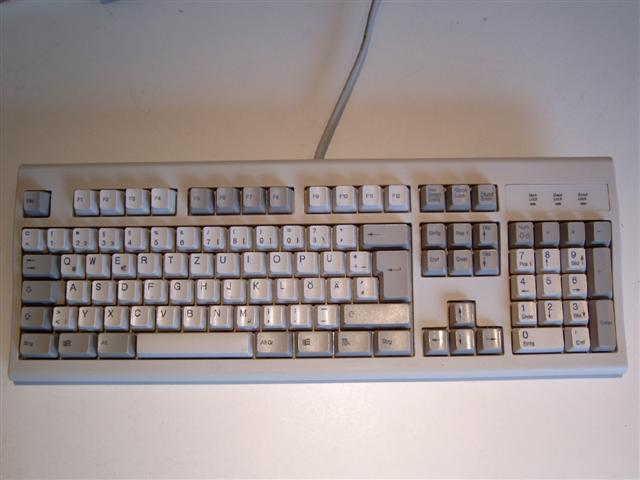 Esc F1 F2 F3 F4 F5 F6 F7 F8 F9 F10 F11 F12
Num Lock Caps Lock Scroll Lock
1 2 3 4 5 6 7 8 9 0 ß Einfg Pos 1 Bild Num
Q W E R T Z U I O P Ü Entf Ende Bild 7 Pos 1 8 9 Bild
A S D F G H J K L Ö Ä 4 5 6
Y X C V B N M 1 Ende 2 3 Bild Enter
Strg Alt Alt Gr Strg 0 Einfg Entf